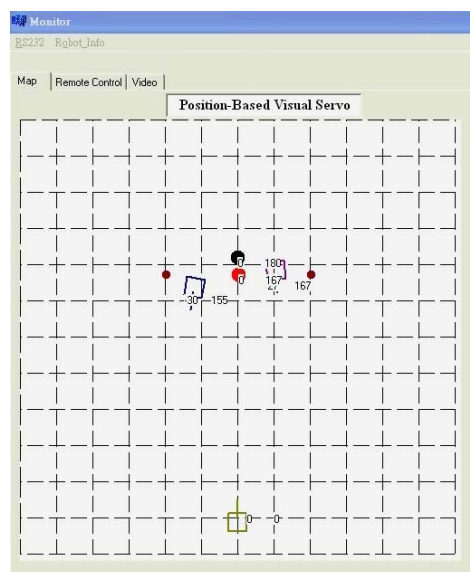 Monitor
RS232 Robot_Info
Map Remote Control Video
Position-Based Visual Servo
0 180
0 167
167
-30 -155
0 0